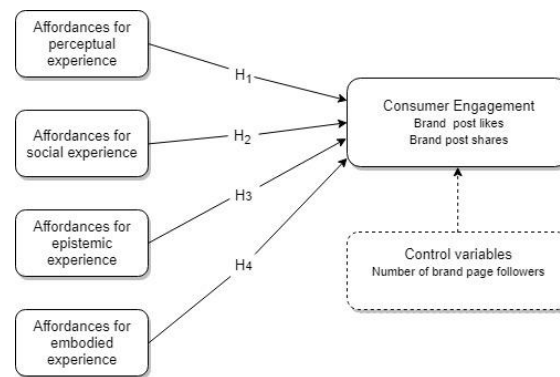 Affordances for
perceptual
experience
H1
Affordances for
social experience
H2
Affordances for
epistemic
experience
H3
Affordances for
embodied
experience
H4
Consumer Engagement
Brand post likes
Brand post shares
Control variables
Number of brand page followers